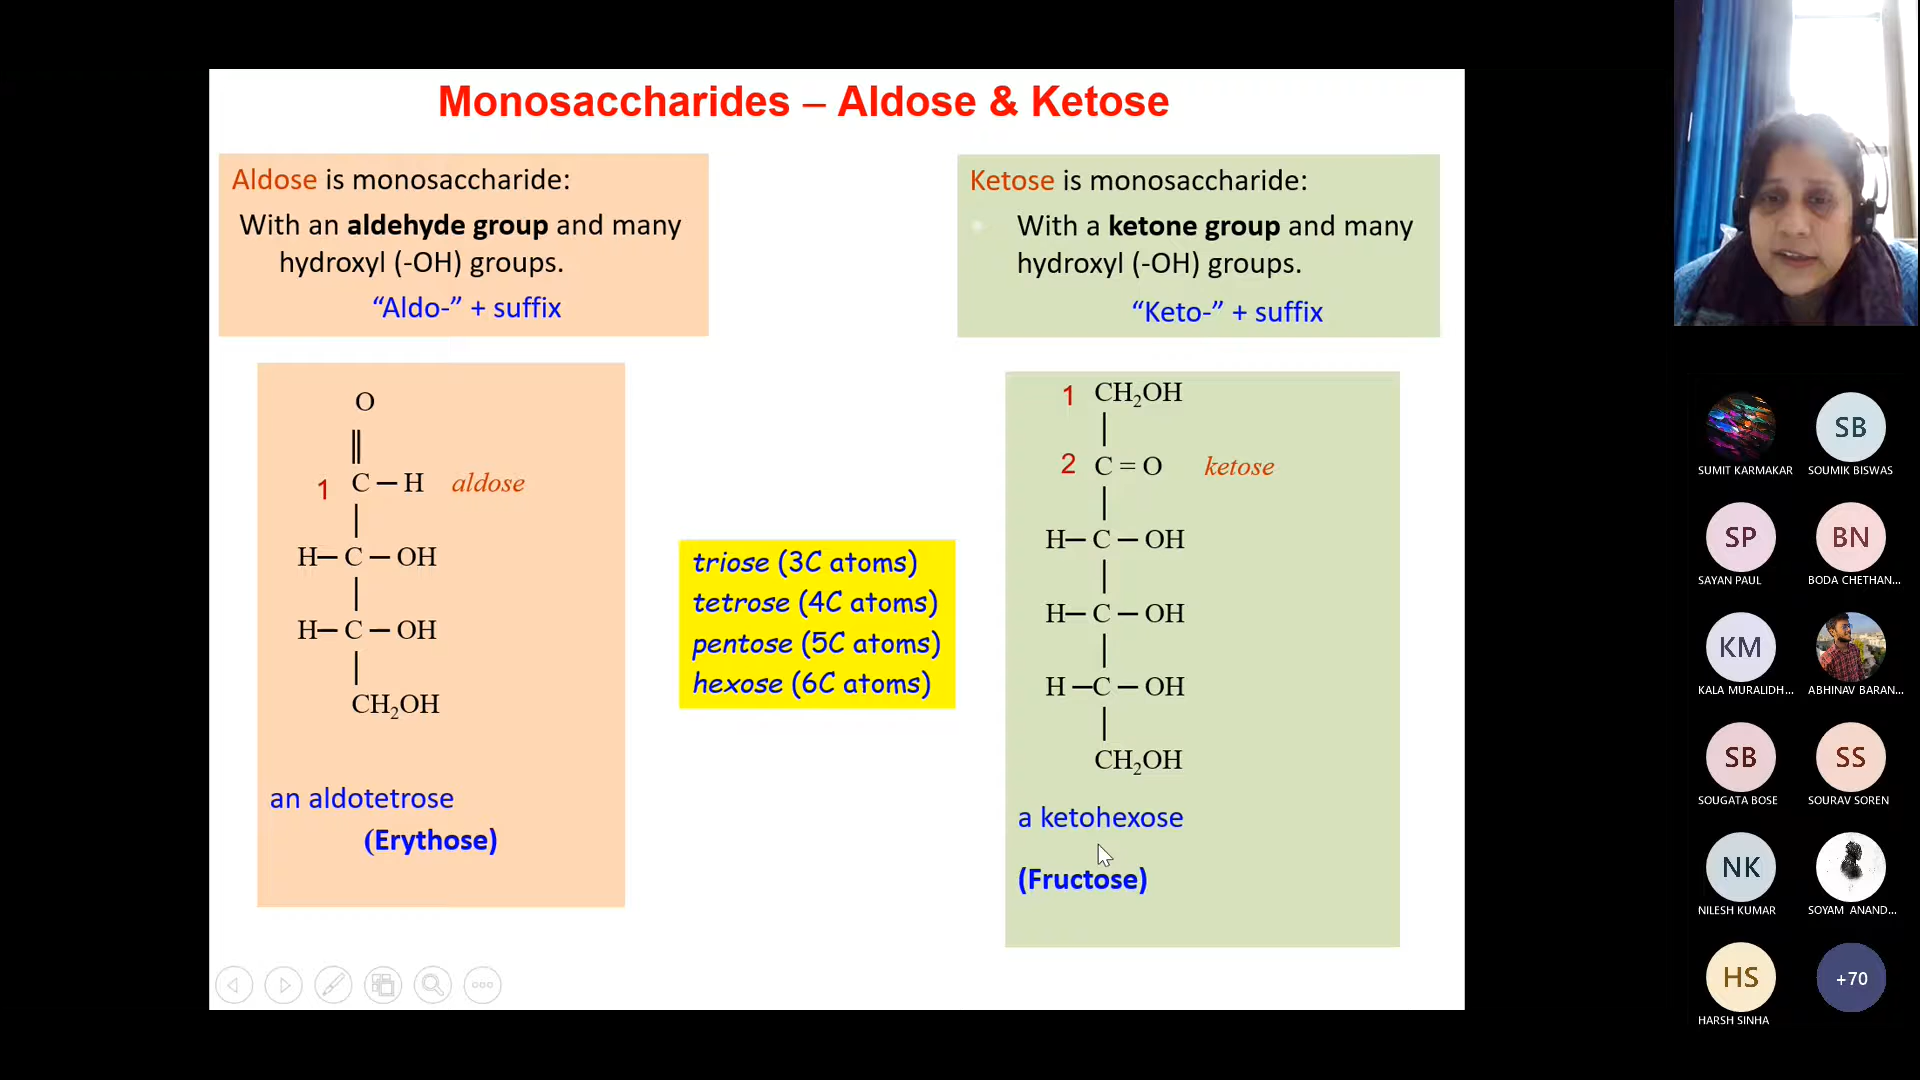 Monosaccharides – Aldose & Ketose
Aldose is monosaccharide:
With an aldehyde group and many
hydroxyl (-OH) groups.
“Aldo-” + suffix
Ketose is monosaccharide:
With a ketone group and many
hydroxyl (-OH) groups.
“Keto-” + suffix
O
||
1 C — H aldose
|
H— C — OH
|
H— C — OH
|
CH₂OH
an aldotetrose
(Erythose)
triose (3C atoms)
tetrose (4C atoms)
pentose (5C atoms)
hexose (6C atoms)
1 CH₂OH
|
2 C = O ketose
|
H— C — OH
|
H— C — OH
|
H —C — OH
|
CH₂OH
a ketohexose
(Fructose)
SUMIT KARMAKAR
SB
SOUMIK BISWAS
SP
SAYAN PAUL
BN
BODA CHETHAN...
KM
KALA MURALIDH...
ABHINAV BARAN...
SB
SOUGATA BOSE
SS
SOURAV SOREN
NK
NILESH KUMAR
SOYAM ANAND...
HS
HARSH SINHA
+70